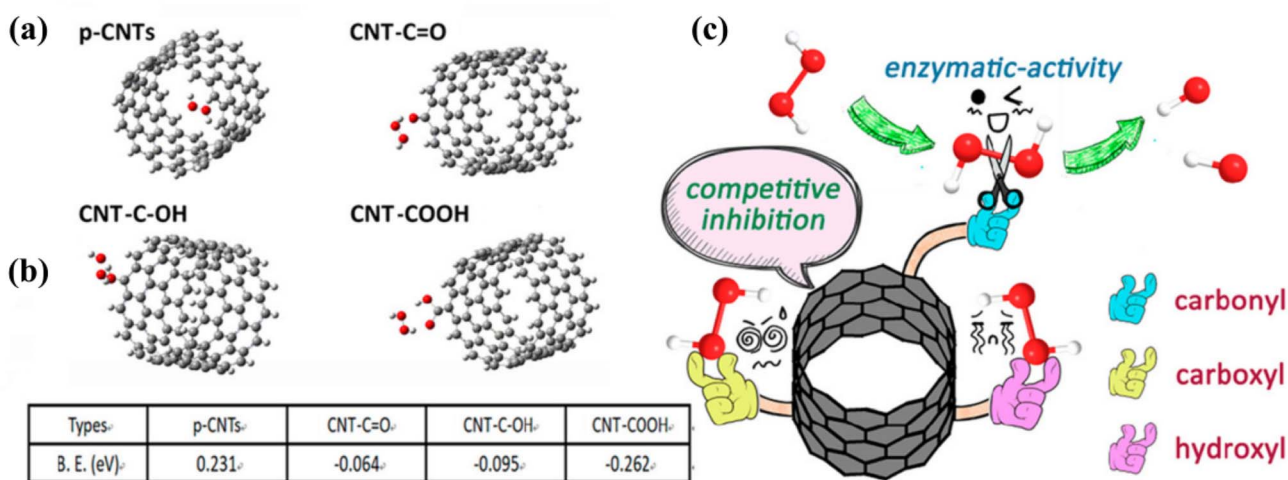 (a)
p-CNTs
CNT-C=O
CNT-C-OH
CNT-COOH
(b)
Types
p-CNTs
CNT-C=O
CNT-C-OH
CNT-COOH
B. E. (eV)
0.231
-0.064
-0.095
-0.262
(c)
enzymatic-activity
competitive
inhibition
carbonyl
carboxyl
hydroxyl